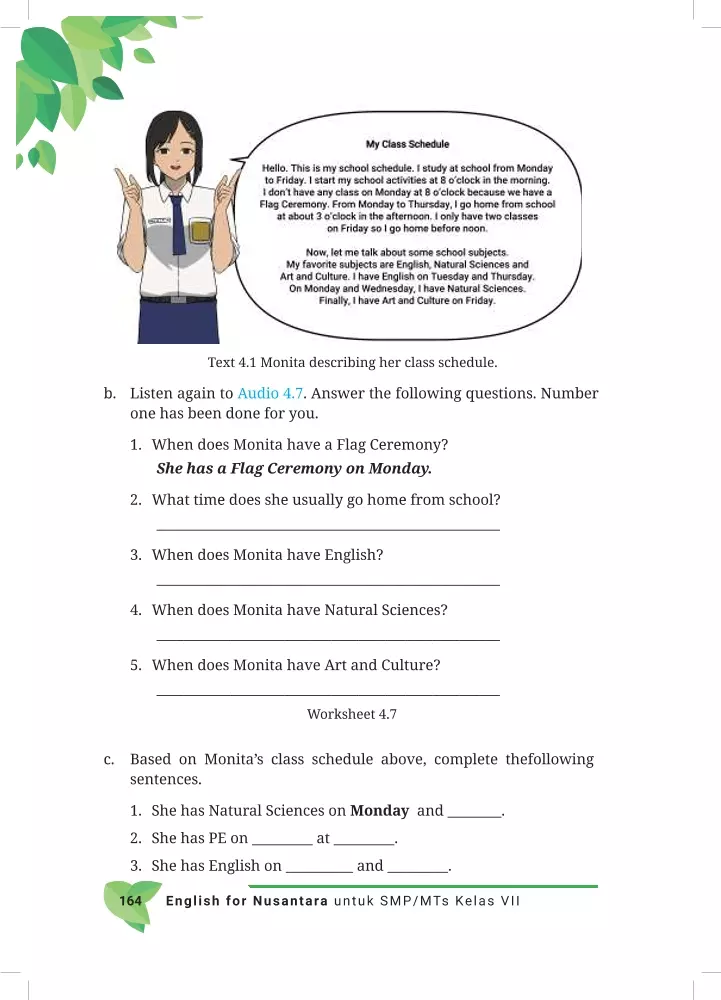 My Class Schedule
Hello. This is my school schedule. I study at school from Monday
to Friday. I start my school activities at 8 o'clock in the morning.
I don't have any class on Monday at 8 o'clock because we have a
Flag Ceremony. From Monday to Thursday, I go home from school
at about 3 o'clock in the afternoon. I only have two classes
on Friday so I go home before noon.
Now, let me talk about some school subjects.
My favorite subjects are English, Natural Sciences and
Art and Culture. I have English on Tuesday and Thursday.
On Monday and Wednesday, I have Natural Sciences.
Finally, I have Art and Culture on Friday.
Text 4.1 Monita describing her class schedule.
b. Listen again to Audio 4.7. Answer the following questions. Number
one has been done for you.
1. When does Monita have a Flag Ceremony?
She has a Flag Ceremony on Monday.
2. What time does she usually go home from school?
3. When does Monita have English?
4. When does Monita have Natural Sciences?
5. When does Monita have Art and Culture?
Worksheet 4.7
c. Based on Monita's class schedule above, complete thefollowing
sentences.
1. She has Natural Sciences on Monday and ________.
2. She has PE on _________ at _________.
3. She has English on __________ and _________.
164 English for Nusantara untuk SMP/MTs Kelas VII